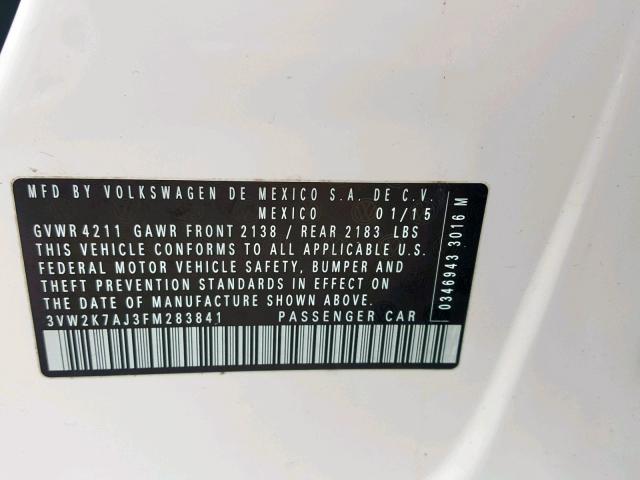 MFD BY VOLKSWAGEN DE MEXICO S.A. DE C.V.
MEXICO 01/15
GVWR 4211 GAWR FRONT 2138 / REAR 2183 LBS
THIS VEHICLE CONFORMS TO ALL APPLICABLE U.S.
FEDERAL MOTOR VEHICLE SAFETY, BUMPER AND
THEFT PREVENTION STANDARDS IN EFFECT ON
THE DATE OF MANUFACTURE SHOWN ABOVE.
3VW2K7AJ3FM283841 PASSENGER CAR
0346943 3016 M